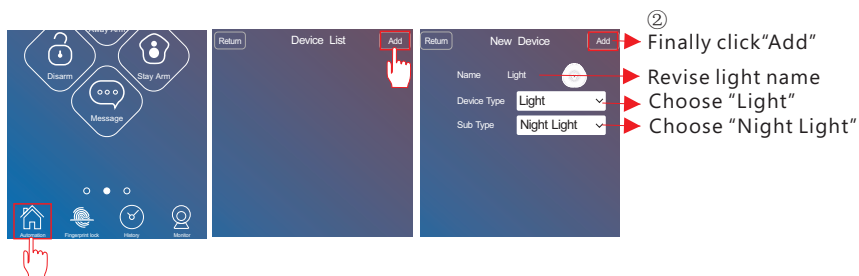 Away Arm
Disarm
Stay Arm
Message
Automation
Fingerprint lock
History
Monitor
Return
Device List
Add
Return
New Device
Add
Name Light
Device Type Light
Sub Type Night Light
②
Finally click“Add”
Revise light name
Choose “Light”
Choose “Night Light”